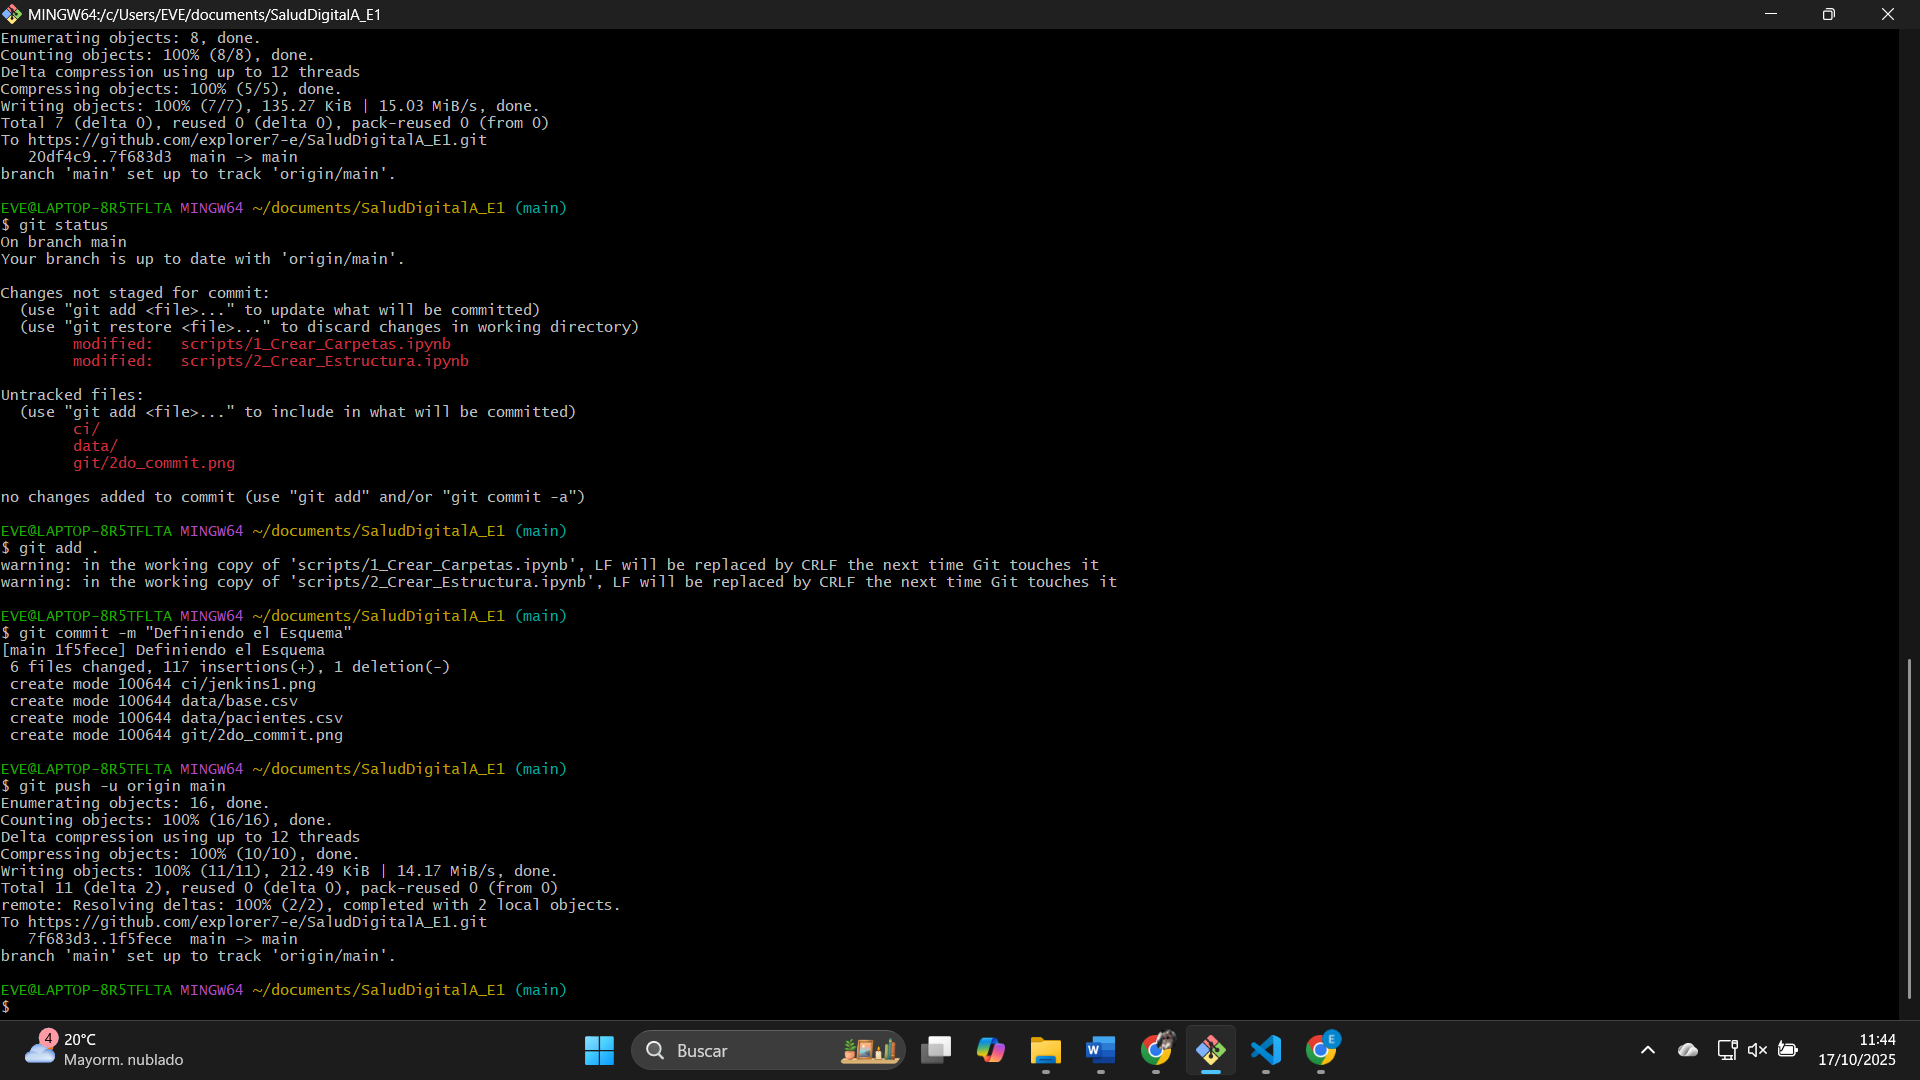 MINGW64:/c/Users/EVE/documents/SaludDigitalA_E1
Enumerating objects: 8, done.
Counting objects: 100% (8/8), done.
Delta compression using up to 12 threads
Compressing objects: 100% (5/5), done.
Writing objects: 100% (7/7), 135.27 KiB | 15.03 MiB/s, done.
Total 7 (delta 0), reused 0 (delta 0), pack-reused 0 (from 0)
To https://github.com/explorer7-e/SaludDigitalA_E1.git
   20df4c9..7f683d3  main -> main
branch 'main' set up to track 'origin/main'.

EVE@LAPTOP-8R5TFLTA MINGW64 ~/documents/SaludDigitalA_E1 (main)
$ git status
On branch main
Your branch is up to date with 'origin/main'.

Changes not staged for commit:
  (use "git add <file>..." to update what will be committed)
  (use "git restore <file>..." to discard changes in working directory)
        modified:   scripts/1_Crear_Carpetas.ipynb
        modified:   scripts/2_Crear_Estructura.ipynb

Untracked files:
  (use "git add <file>..." to include in what will be committed)
        ci/
        data/
        git/2do_commit.png

no changes added to commit (use "git add" and/or "git commit -a")

EVE@LAPTOP-8R5TFLTA MINGW64 ~/documents/SaludDigitalA_E1 (main)
$ git add .
warning: in the working copy of 'scripts/1_Crear_Carpetas.ipynb', LF will be replaced by CRLF the next time Git touches it
warning: in the working copy of 'scripts/2_Crear_Estructura.ipynb', LF will be replaced by CRLF the next time Git touches it

EVE@LAPTOP-8R5TFLTA MINGW64 ~/documents/SaludDigitalA_E1 (main)
$ git commit -m "Definiendo el Esquema"
[main 1f5fece] Definiendo el Esquema
 6 files changed, 117 insertions(+), 1 deletion(-)
 create mode 100644 ci/jenkins1.png
 create mode 100644 data/base.csv
 create mode 100644 data/pacientes.csv
 create mode 100644 git/2do_commit.png

EVE@LAPTOP-8R5TFLTA MINGW64 ~/documents/SaludDigitalA_E1 (main)
$ git push -u origin main
Enumerating objects: 16, done.
Counting objects: 100% (16/16), done.
Delta compression using up to 12 threads
Compressing objects: 100% (10/10), done.
Writing objects: 100% (11/11), 212.49 KiB | 14.17 MiB/s, done.
Total 11 (delta 2), reused 0 (delta 0), pack-reused 0 (from 0)
remote: Resolving deltas: 100% (2/2), completed with 2 local objects.
To https://github.com/explorer7-e/SaludDigitalA_E1.git
   7f683d3..1f5fece  main -> main
branch 'main' set up to track 'origin/main'.

EVE@LAPTOP-8R5TFLTA MINGW64 ~/documents/SaludDigitalA_E1 (main)
$
4
20°C
Mayorm. nublado
Buscar
W
E
11:44
17/10/2025